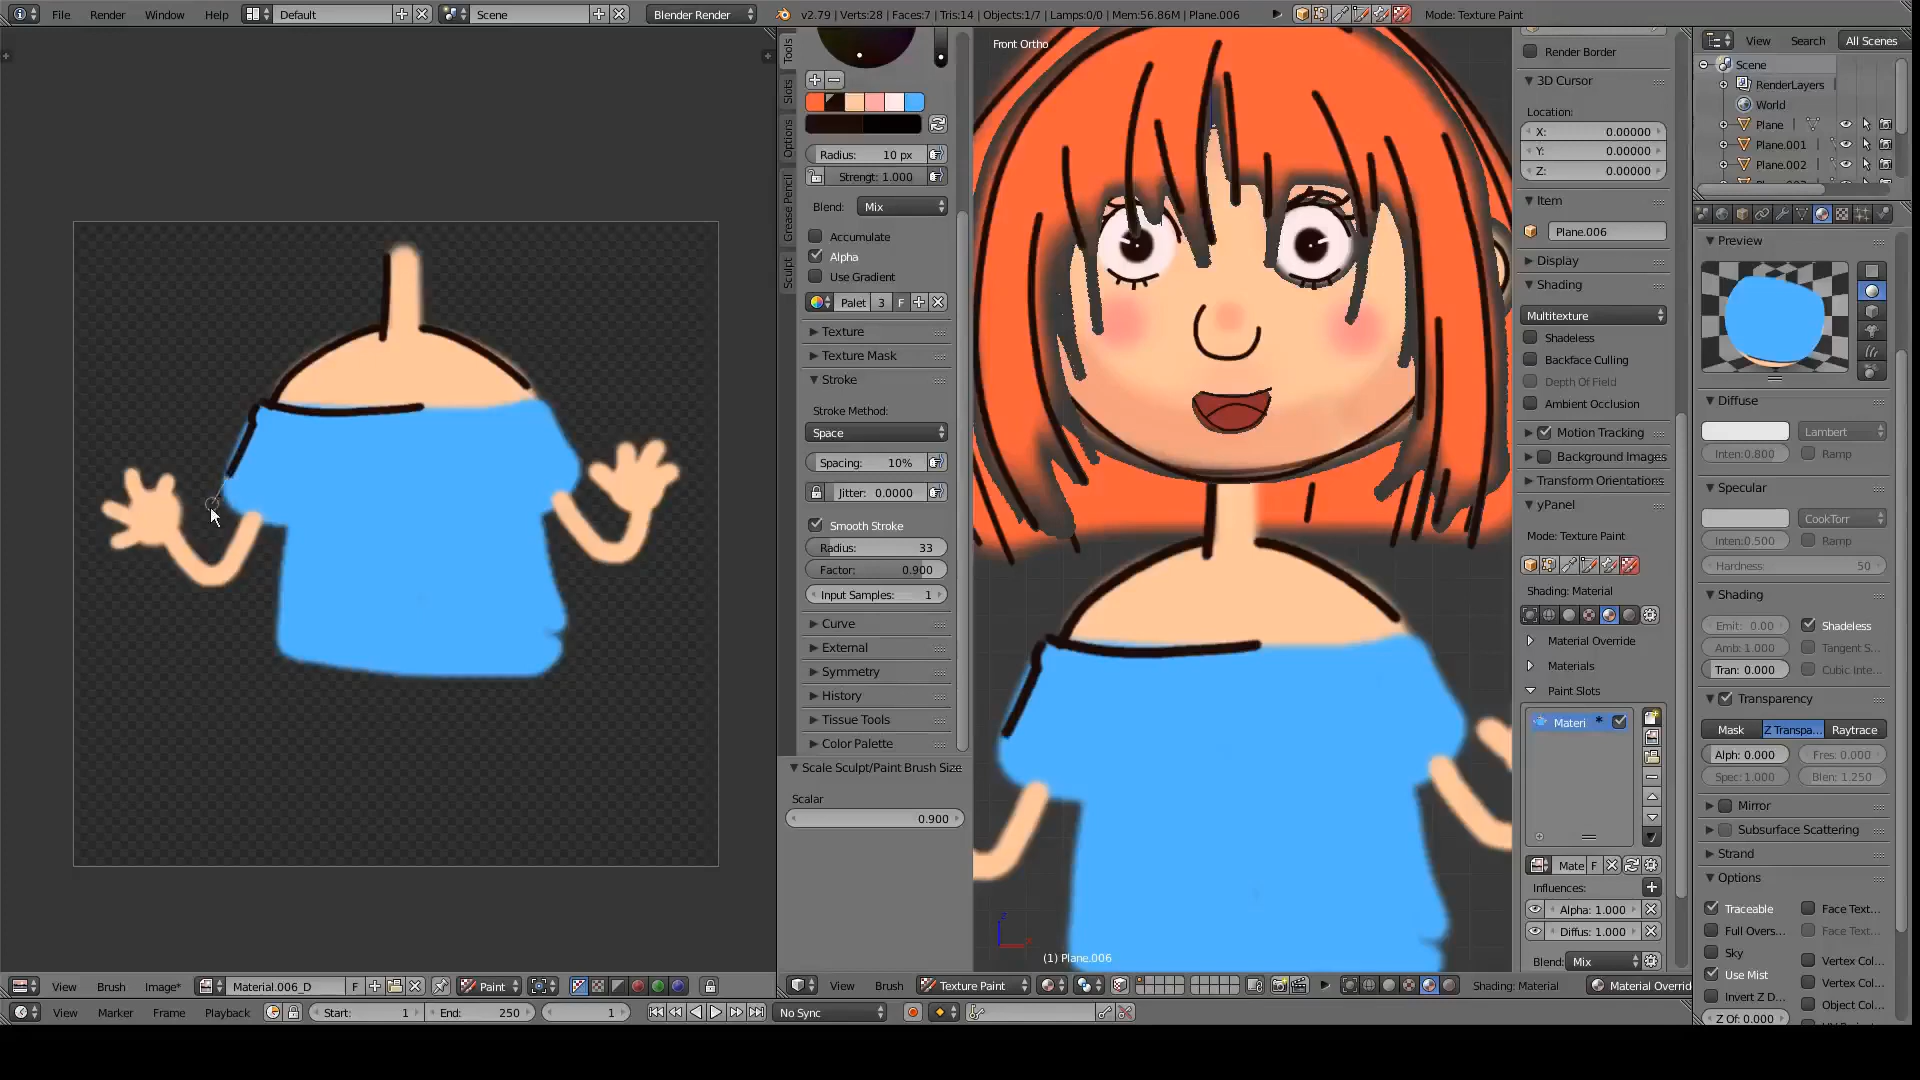 File Render Window Help Default Scene Blender Render v2.79 | Verts:28 | Faces:7 | Tris:14 | Objects:1/7 | Lamps:0/0 | Mem:56.86M | Plane.006 Mode: Texture Paint
Tools
Slots
Options
Grease Pencil
Sculpt
Radius: 10 px
Strengt: 1.000
Blend: Mix
Accumulate
Alpha
Use Gradient
Palet 3 F
Texture
Texture Mask
Stroke
Stroke Method:
Space
Spacing: 10%
Jitter: 0.0000
Smooth Stroke
Radius: 33
Factor: 0.900
Input Samples: 1
Curve
External
Symmetry
History
Tissue Tools
Color Palette
Scale Sculpt/Paint Brush Size
Scalar
0.900
Front Ortho
(1) Plane.006
Render Border
3D Cursor
Location:
X: 0.00000
Y: 0.00000
Z: 0.00000
Item
Plane.006
Display
Shading
Multitexture
Shadeless
Backface Culling
Depth Of Field
Ambient Occlusion
Motion Tracking
Background Images
Transform Orientations
yPanel
Mode: Texture Paint
Shading: Material
Material Override
Materials
Paint Slots
Materi *
Mate F
Influences:
Alpha: 1.000
Diffus: 1.000
Blend: Mix
View Search All Scenes
Scene
RenderLayers
World
Plane
Plane.001
Plane.002
Preview
Diffuse
Lambert
Inten:0.800 Ramp
Specular
CookTorr
Inten:0.500 Ramp
Hardness: 50
Shading
Emit: 0.00 Shadeless
Amb: 1.000 Tangent S...
Tran: 0.000 Cubic Inte...
Transparency
Mask Z Transpa... Raytrace
Alph: 0.000 Fres: 0.000
Spec:1.000 Blen: 1.250
Mirror
Subsurface Scattering
Strand
Options
Traceable Face Text...
Full Overs... Face Text...
Sky Vertex Col...
Use Mist Vertex Col...
Invert Z D... Object Col...
Z Of: 0.000
View Brush Image* Material.006_D F Paint View Brush Texture Paint Shading: Material Material Overrid
View Marker Frame Playback Start: 1 End: 250 1 No Sync